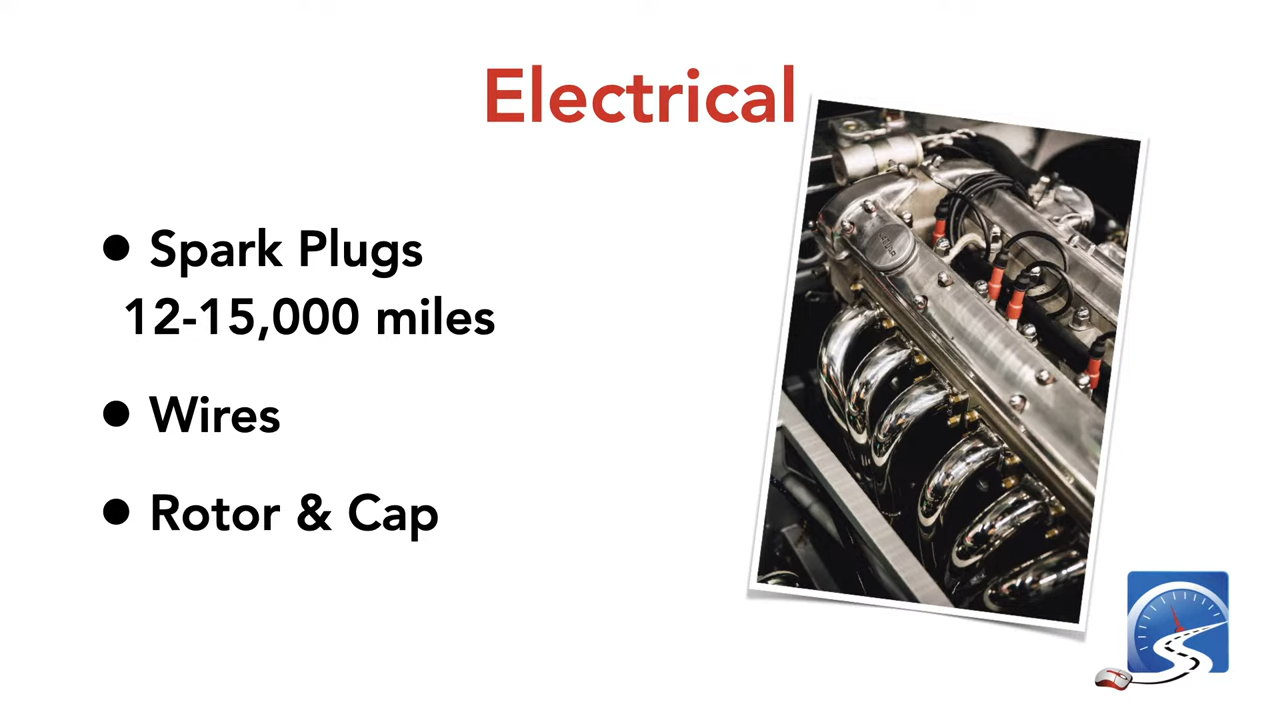 Electrical
● Spark Plugs
12-15,000 miles
● Wires
● Rotor & Cap